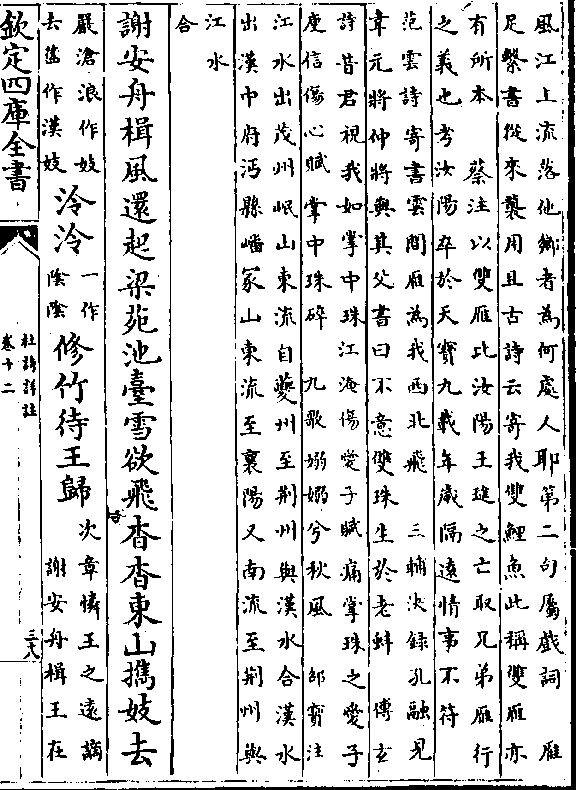 風江上流落他鄉者為何處人耶第二句屬戲詞 雁
足繫書從來襲用且古詩云寄我雙鯉魚此稱雙雁亦
有所本 蔡注以雙雁比汝陽王璡之亡取兄弟雁行
之義也考汝陽卒於天寶九載年歲隔遠情事不符
范雲詩寄書雲間雁為我西北飛 三輔決錄孔融見
韋元將仲將與其父書曰不意雙珠生於老蚌 傅玄
詩昔君視我如掌中珠江淹傷愛子賦痛掌珠之愛子
庾信傷心賦掌中珠碎 九歌嫋嫋兮秋風 邵寶注
江水出茂州岷山東流自夔州至荆州與漢水合漢水
出漢中府沔縣嶓冢山東流至襄陽又南流至荆州與
江水
合
謝安舟楫風還起梁苑池臺雪欲飛杳杳東山擕妓去
嚴滄浪作妓
去舊作漢妓
泠泠 一作
陰陰 修竹待王歸 次章憐王之遠謫
謝安舟楫王在
欽定四庫全書
杜詩詳註
卷十二
三八